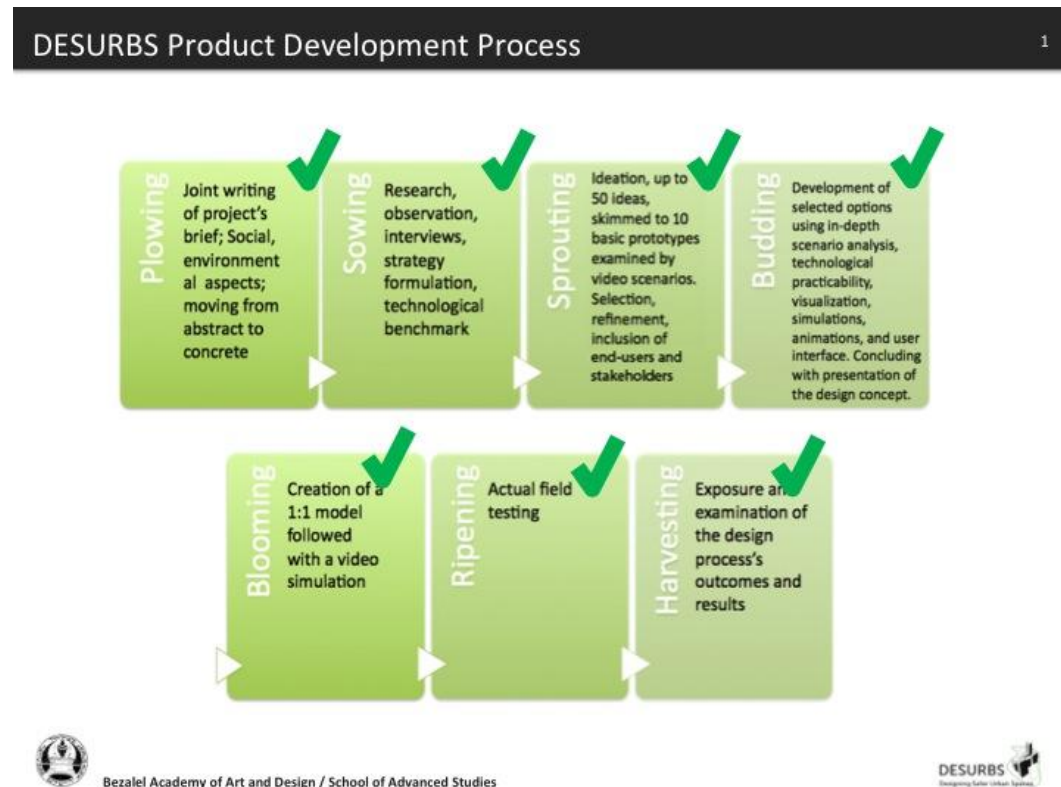 DESURBS Product Development Process
1
Plowing
Joint writing
of project's
brief; Social,
environment
al aspects;
moving from
abstract to
concrete
Sowing
Research,
observation,
interviews,
strategy
formulation,
technological
benchmark
Sprouting
Ideation, up to
50 ideas,
skimmed to 10
basic prototypes
examined by
video scenarios.
Selection,
refinement,
inclusion of
end-users and
stakeholders
Budding
Development of
selected options
using in-depth
scenario analysis,
technological
practicability,
visualization,
simulations,
animations, and user
interface. Concluding
with presentation of
the design concept.
Blooming
Creation of a
1:1 model
followed
with a video
simulation
Ripening
Actual field
testing
Harvesting
Exposure and
examination of
the design
process's
outcomes and
results
Bezalel Academy of Art and Design / School of Advanced Studies
DESURBS
Designing Safer Urban Spaces